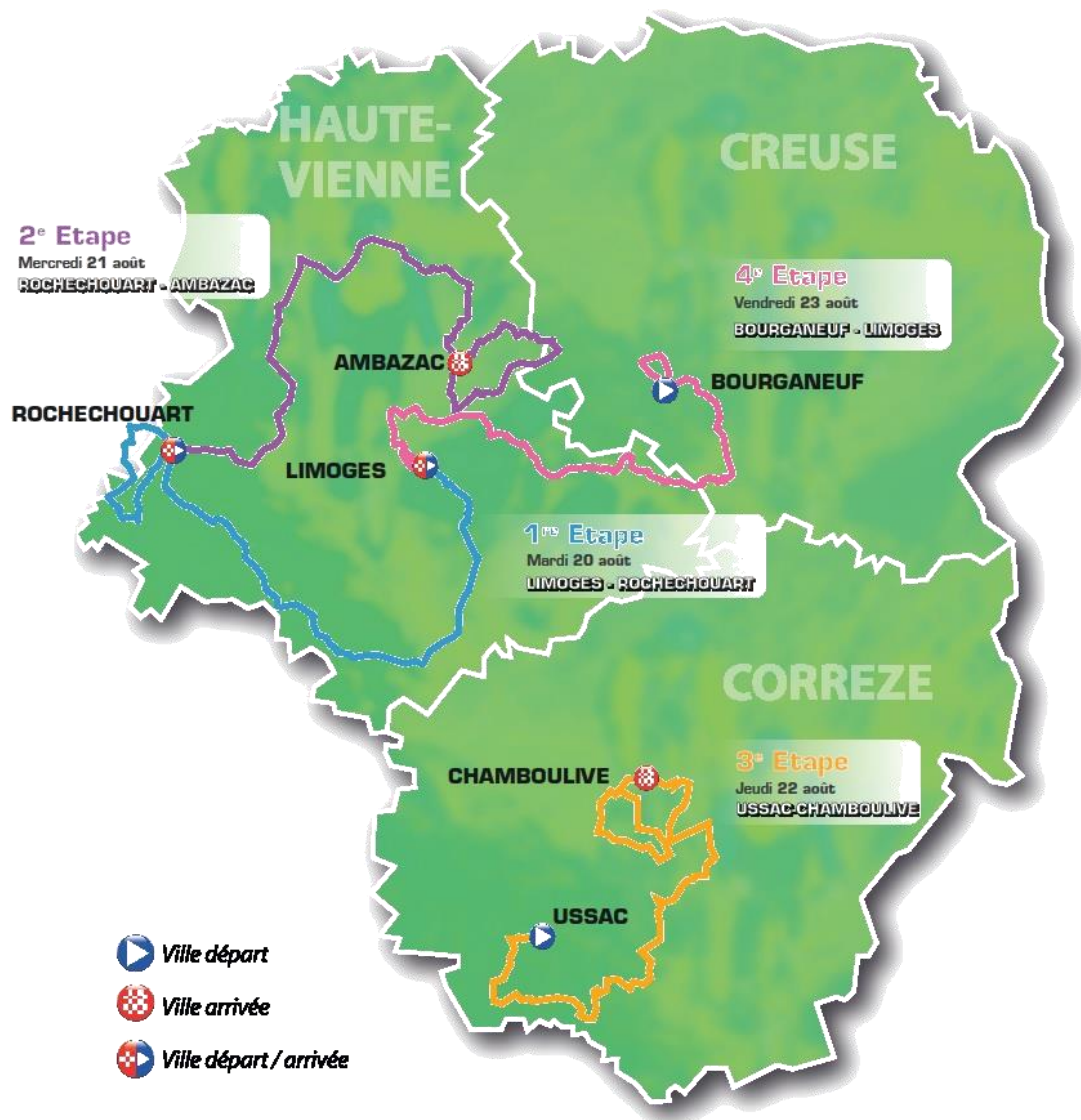 HAUTE-
VIENNE
CREUSE
2e Etape
Mercredi 21 août
ROCHECHOUART - AMBAZAC
4e Etape
Vendredi 23 août
BOURGANEUF - LIMOGES
AMBAZAC
BOURGANEUF
ROCHECHOUART
LIMOGES
1re Etape
Mardi 20 août
LIMOGES - ROCHECHOUART
CORREZE
3e Etape
Jeudi 22 août
USSAC-CHAMBOULIVE
CHAMBOULIVE
USSAC
Ville départ
Ville arrivée
Ville départ / arrivée